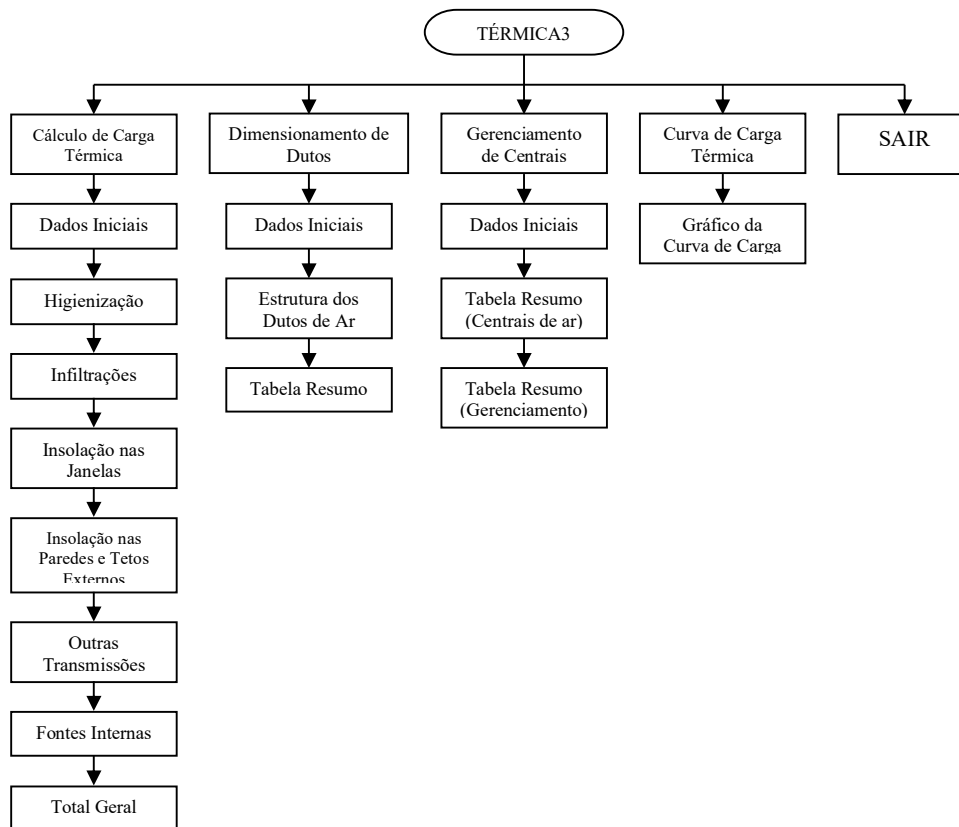 TÉRMICA3
Cálculo de Carga
Térmica
Dimensionamento de
Dutos
Gerenciamento
de Centrais
Curva de Carga
Térmica
SAIR
Dados Iniciais
Dados Iniciais
Dados Iniciais
Gráfico da
Curva de Carga
Higienização
Estrutura dos
Dutos de Ar
Tabela Resumo
(Centrais de ar)
Infiltrações
Tabela Resumo
Tabela Resumo
(Gerenciamento)
Insolação nas
Janelas
Insolação nas
Paredes e Tetos
Externos
Outras
Transmissões
Fontes Internas
Total Geral